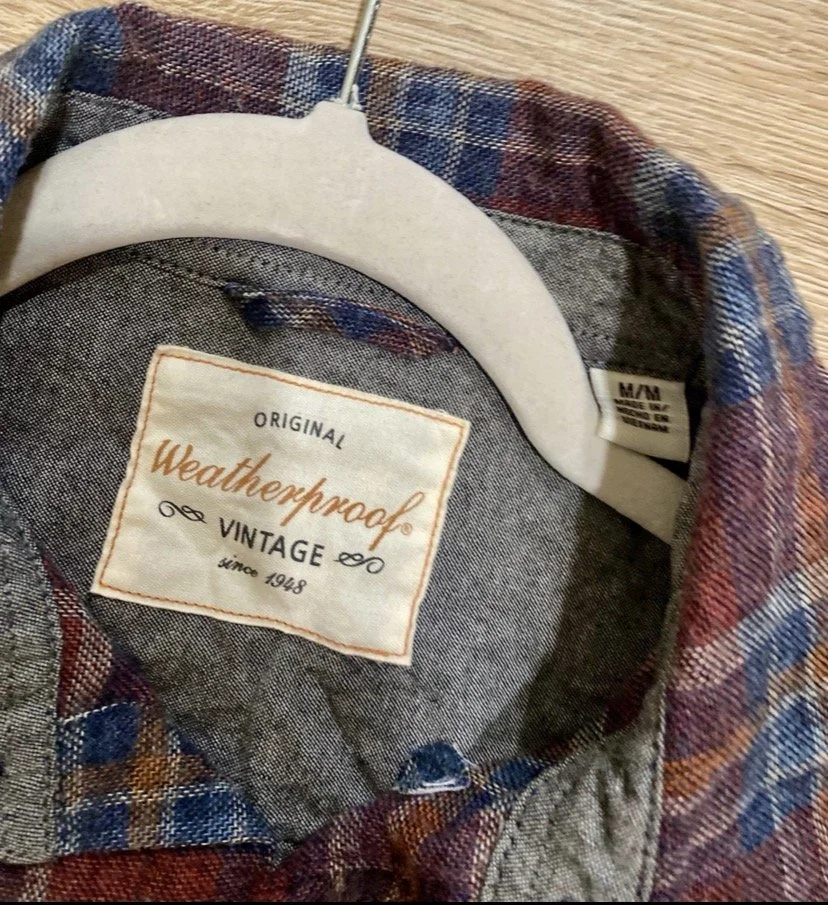 ORIGINAL
Weatherproof®
VINTAGE
since 1948
M/M
MADE IN/
HECHO EN
VIETNAM